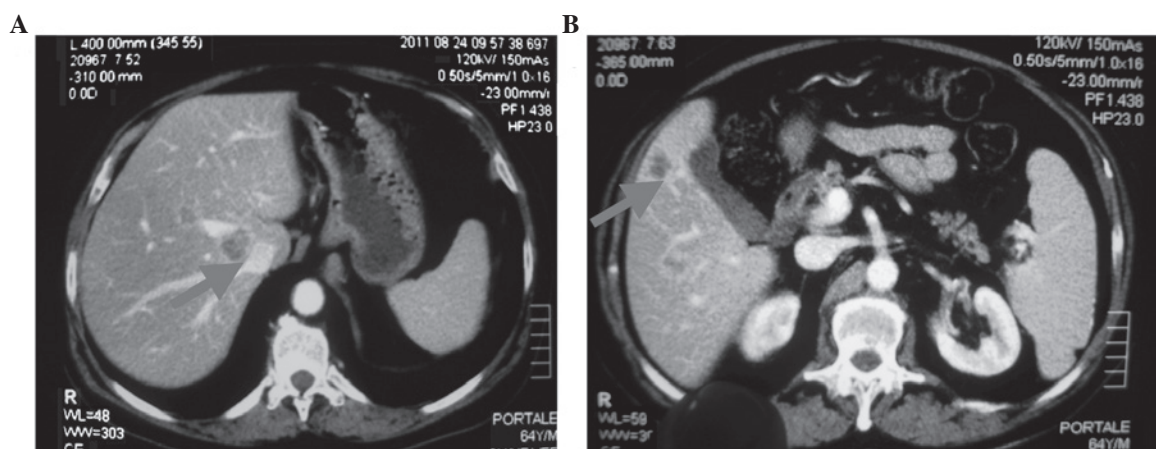 A
L 400.00mm (345 55)
20967 7 52
-310.00 mm
0.0D
2011 08 24 09 57 38 697
120kV/ 150mAs
0.50s/5mm/1.0×16
-23.00mm/r
PF1.438
HP23.0
R
WL=48
WW=303
PORTALE
64Y/M
B
20967: 7:63
-365.00mm
0.0D
120kV/ 150mAs
0.50s/5mm/1.0×16
-23.00mm/r
PF1.438
HP23.0
R
WL=59
PORTALE
64Y/M